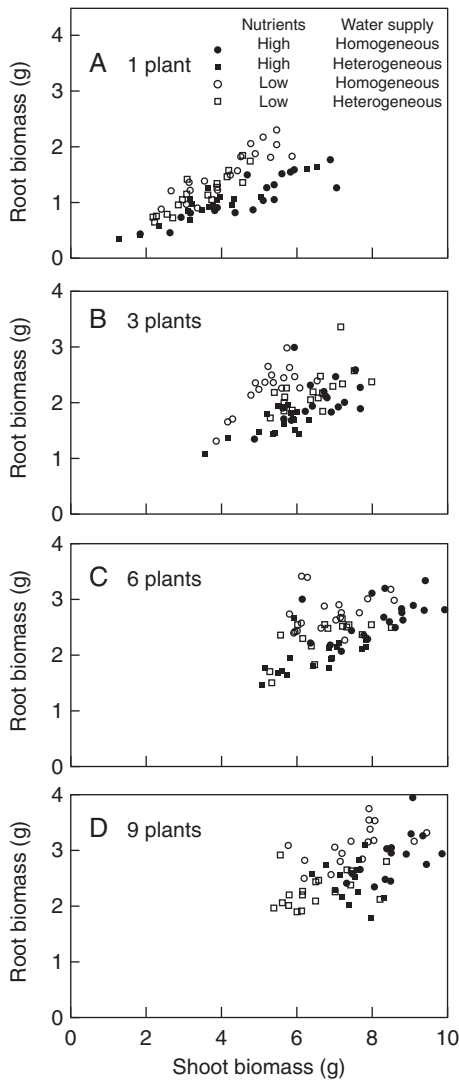 Nutrients Water supply
A 1 plant
High Homogeneous
High Heterogeneous
Low Homogeneous
Low Heterogeneous
Root biomass (g)
4
3
2
1
0
B 3 plants
Root biomass (g)
4
3
2
1
0
C 6 plants
Root biomass (g)
4
3
2
1
0
D 9 plants
Root biomass (g)
4
3
2
1
0
0 2 4 6 8 10
Shoot biomass (g)